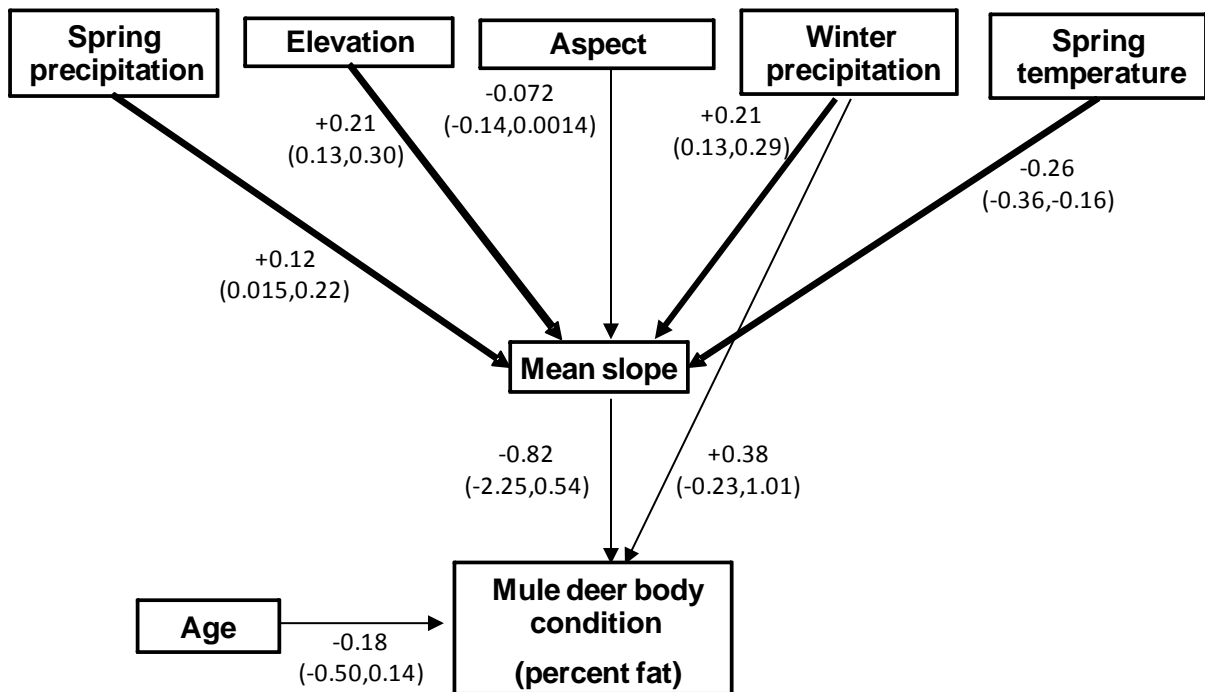 Spring
precipitation
Elevation
Aspect
Winter
precipitation
Spring
temperature
-0.072
(-0.14,0.0014)
+0.21
(0.13,0.30)
+0.21
(0.13,0.29)
-0.26
(-0.36,-0.16)
+0.12
(0.015,0.22)
Mean slope
-0.82
(-2.25,0.54)
+0.38
(-0.23,1.01)
Age
-0.18
(-0.50,0.14)
Mule deer body
condition
(percent fat)